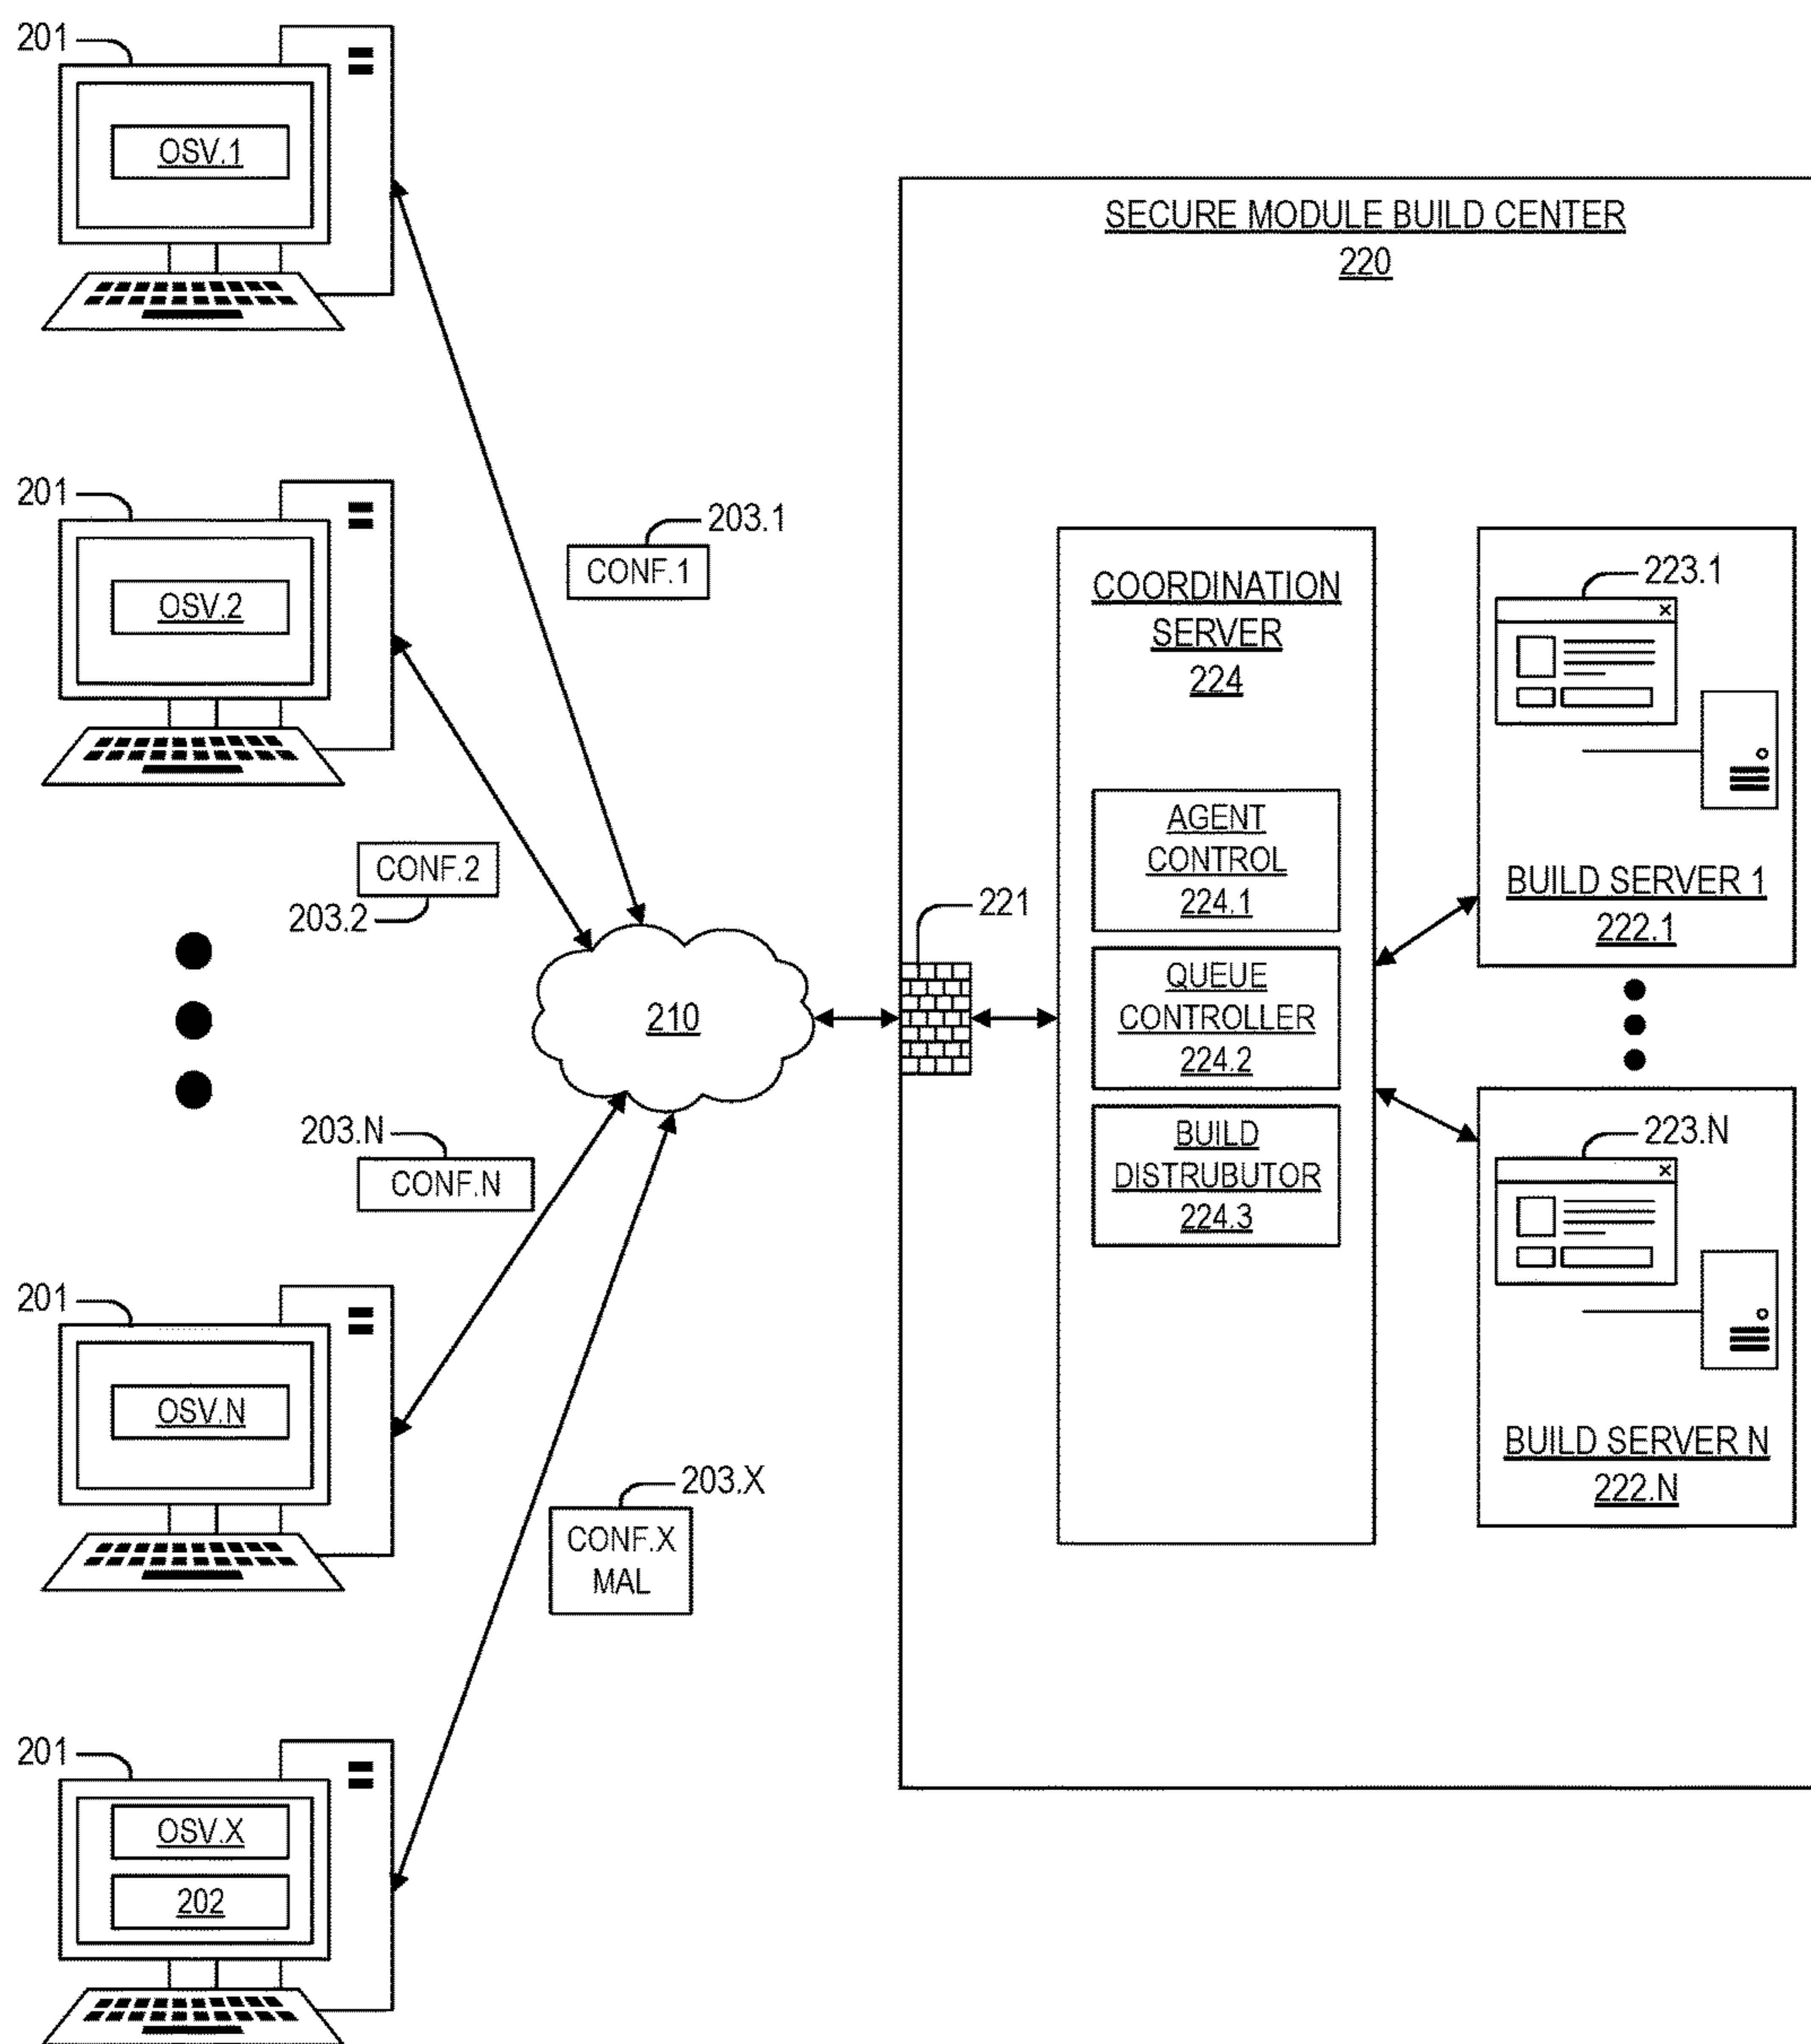 201
OSV.1
SECURE MODULE BUILD CENTER
220
201
OSV.2
203.1
CONF.1
CONF.2
203.2
210
221
COORDINATION
SERVER
224
AGENT
CONTROL
224.1
QUEUE
CONTROLLER
224.2
BUILD
DISTRUBUTOR
224.3
223.1
x
BUILD SERVER 1
222.1
223.N
x
BUILD SERVER N
222.N
203.N
CONF.N
201
OSV.N
203.X
CONF.X
MAL
201
OSV.X
202